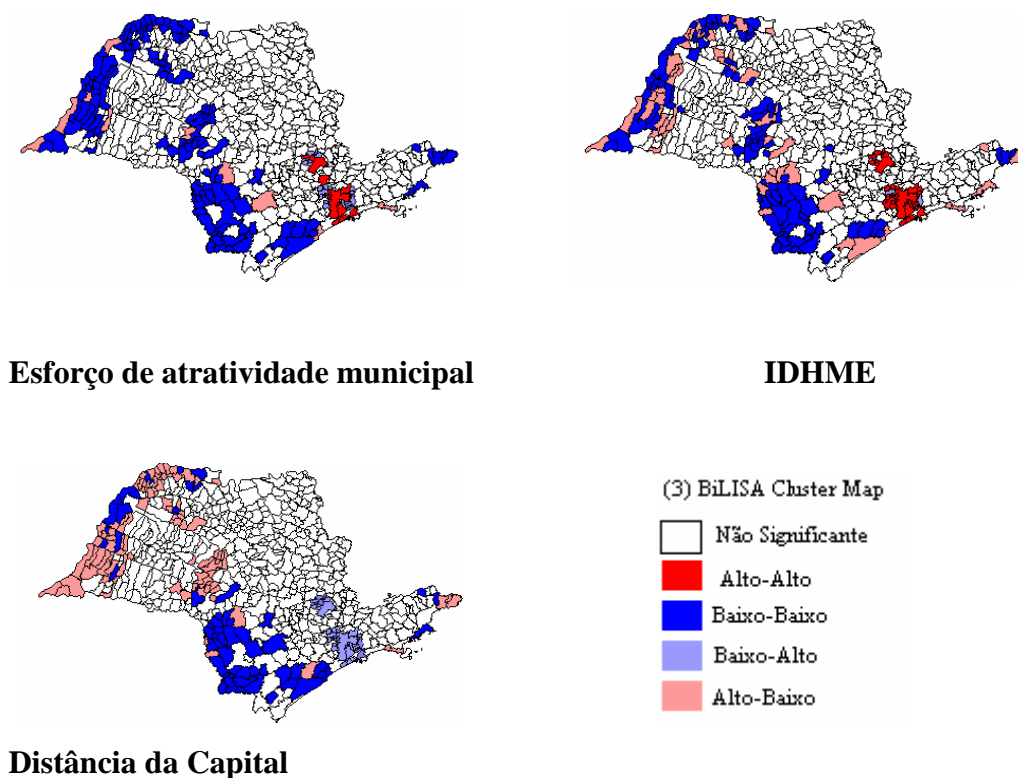 Esforço de atratividade municipal
IDHME
(3) BiLISA Cluster Map
Não Significante
Alto-Alto
Baixo-Baixo
Baixo-Alto
Alto-Baixo
Distância da Capital